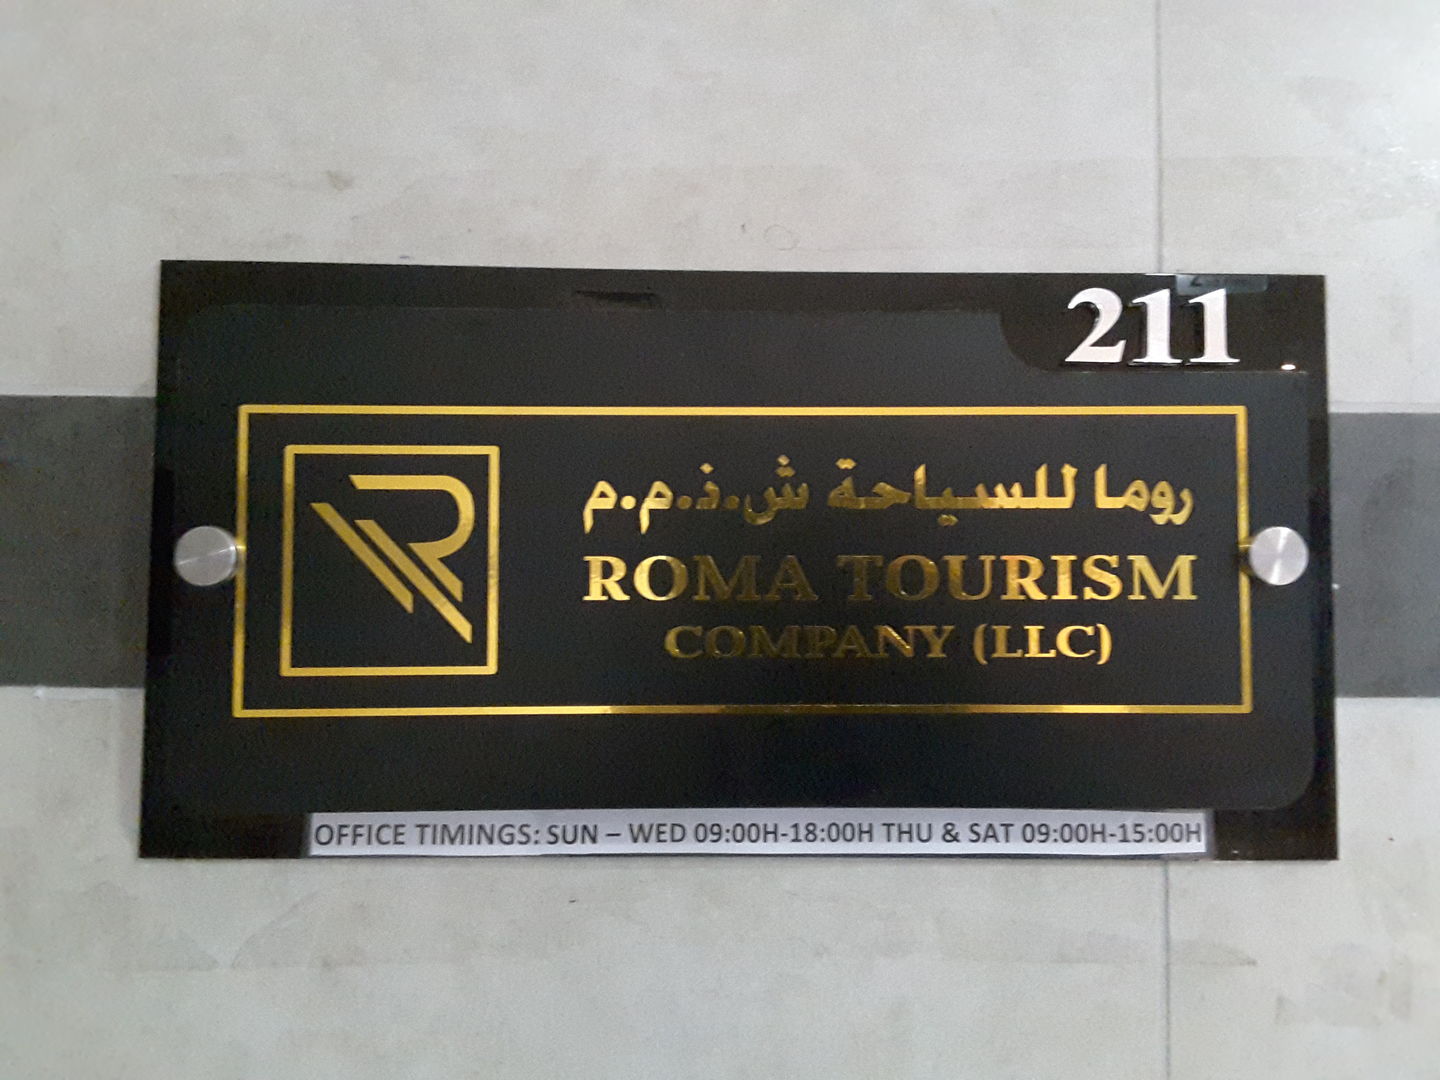 211
روما للسياحة ش.ذ.م.م
ROMA TOURISM
COMPANY (LLC)
OFFICE TIMINGS: SUN – WED 09:00H-18:00H THU & SAT 09:00H-15:00H